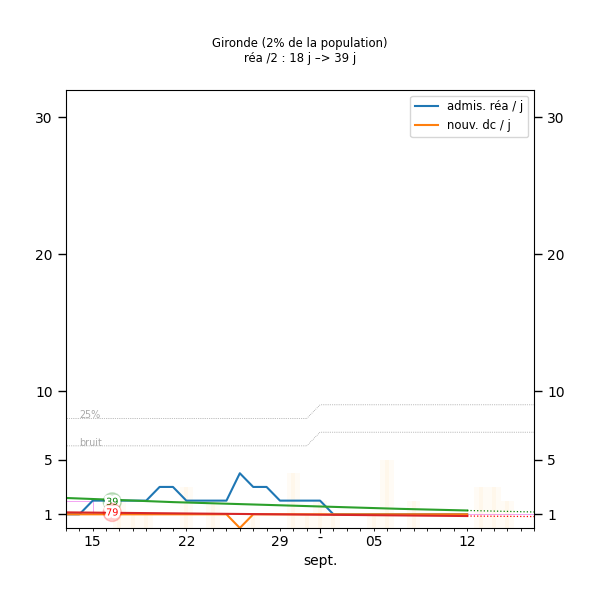 Gironde (2% de la population)
réa /2 : 18 j −> 39 j
admis. réa / j
nouv. dc / j
30 30
20 20
10 10
25%
bruit
5 5
39
79
1 1
15 22 29 - 05 12
sept.